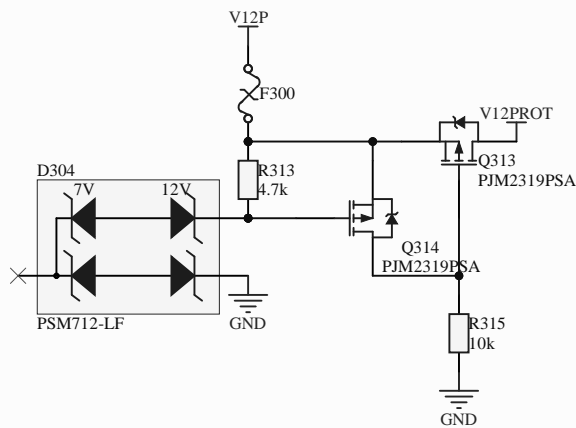 V12P
F300
V12PROT
D304
7V
12V
R313
4.7k
Q313
PJM2319PSA
Q314
PJM2319PSA
PSM712-LF
GND
R315
10k
GND